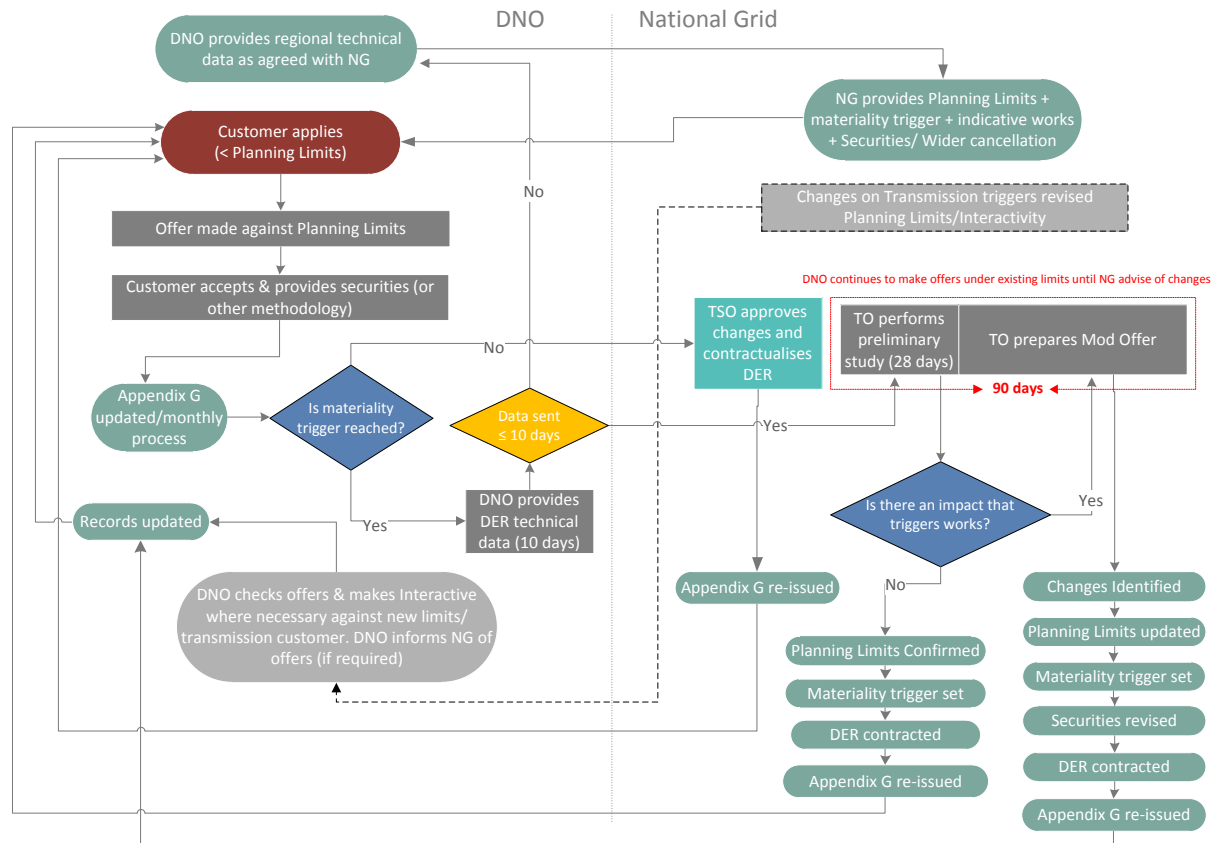 DNO
National Grid
DNO provides regional technical
data as agreed with NG
NG provides Planning Limits +
materiality trigger + indicative works
+ Securities/ Wider cancellation
Customer applies
(< Planning Limits)
No
Changes on Transmission triggers revised
Planning Limits/Interactivity
Offer made against Planning Limits
Customer accepts & provides securities (or
other methodology)
DNO continues to make offers under existing limits until NG advise of changes
TSO approves
changes and
contractualises
DER
TO performs
preliminary
study (28 days)
TO prepares Mod Offer
90 days
No
Appendix G
updated/monthly
process
Is materiality
trigger reached?
Data sent
≤ 10 days
Yes
Yes
DNO provides
DER technical
data (10 days)
Is there an impact that
triggers works?
Yes
No
Records updated
DNO checks offers & makes Interactive
where necessary against new limits/
transmission customer. DNO informs NG of
offers (if required)
Appendix G re-issued
Planning Limits Confirmed
Materiality trigger set
DER contracted
Appendix G re-issued
Changes Identified
Planning Limits updated
Materiality trigger set
Securities revised
DER contracted
Appendix G re-issued